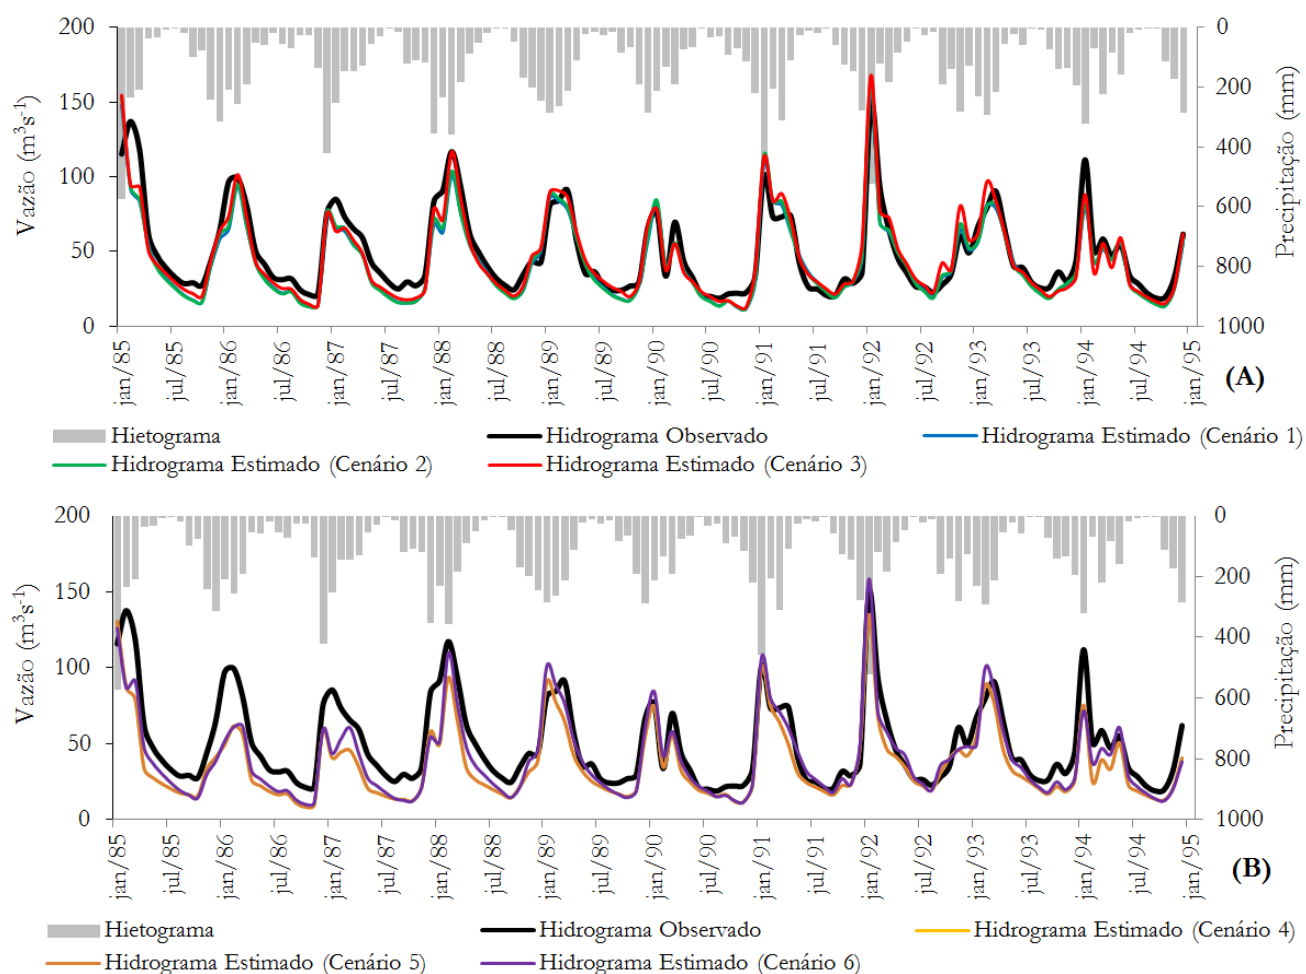 200
150
100
50
0
Vazão (m³s⁻¹)
0
200
400
600
800
1000
Precipitação (mm)
jan/85
jul/85
jan/86
jul/86
jan/87
jul/87
jan/88
jul/88
jan/89
jul/89
jan/90
jul/90
jan/91
jul/91
jan/92
jul/92
jan/93
jul/93
jan/94
jul/94
jan/95
(A)
Hietograma Hidrograma Observado Hidrograma Estimado (Cenário 1)
Hidrograma Estimado (Cenário 2) Hidrograma Estimado (Cenário 3)
200
150
100
50
0
Vazão (m³s⁻¹)
0
200
400
600
800
1000
Precipitação (mm)
jan/85
jul/85
jan/86
jul/86
jan/87
jul/87
jan/88
jul/88
jan/89
jul/89
jan/90
jul/90
jan/91
jul/91
jan/92
jul/92
jan/93
jul/93
jan/94
jul/94
jan/95
(B)
Hietograma Hidrograma Observado Hidrograma Estimado (Cenário 4)
Hidrograma Estimado (Cenário 5) Hidrograma Estimado (Cenário 6)